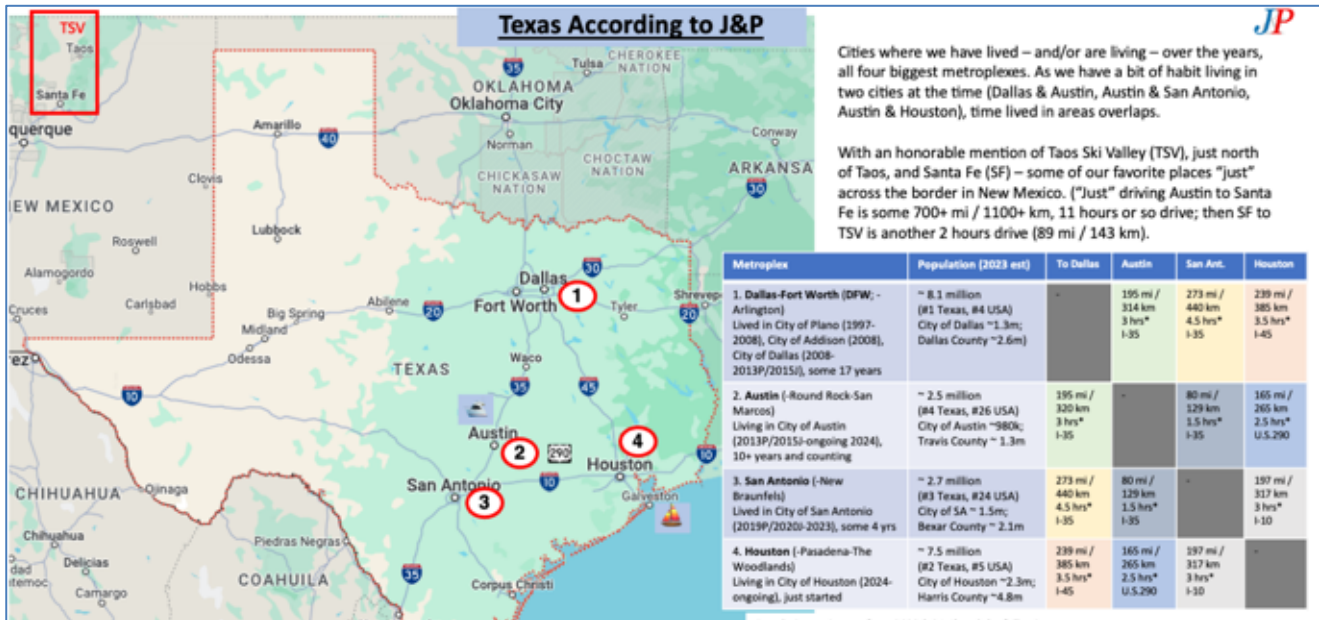 Texas According to J&P
JP
Cities where we have lived – and/or are living – over the years,
all four biggest metroplexes. As we have a bit of habit living in
two cities at the time (Dallas & Austin, Austin & San Antonio,
Austin & Houston), time lived in areas overlaps.
With an honorable mention of Taos Ski Valley (TSV), just north
of Taos, and Santa Fe (SF) – some of our favorite places "just"
across the border in New Mexico. ("Just" driving Austin to Santa
Fe is some 700+ mi / 1100+ km, 11 hours or so drive; then SF to
TSV is another 2 hours drive (89 mi / 143 km).
Metroplex Population (2023 est) To Dallas Austin San Ant. Houston
1. Dallas-Fort Worth (DFW; -
Arlington)
Lived in City of Plano (1997-
2008), City of Addison (2008),
City of Dallas (2008-
2013P/2015J), some 17 years
~ 8.1 million
(#1 Texas, #4 USA)
City of Dallas ~1.3m;
Dallas County ~2.6m)
-
195 mi /
314 km
3 hrs*
I-35
273 mi /
440 km
4.5 hrs*
I-35
239 mi /
385 km
3.5 hrs*
I-45
2. Austin (-Round Rock-San
Marcos)
Living in City of Austin
(2013P/2015J-ongoing 2024),
10+ years and counting
~ 2.5 million
(#4 Texas, #26 USA)
City of Austin ~980k;
Travis County ~ 1.3m
195 mi /
320 km
3 hrs*
I-35
-
80 mi /
129 km
1.5 hrs*
I-35
165 mi /
265 km
2.5 hrs*
U.S.290
3. San Antonio (-New
Braunfels)
Lived in City of San Antonio
(2019P/2020J-2023), some 4 yrs
~ 2.7 million
(#3 Texas, #24 USA)
City of SA ~ 1.5m;
Bexar County ~ 2.1m
273 mi /
440 km
4.5 hrs*
I-35
80 mi /
129 km
1.5 hrs*
I-35
-
197 mi /
317 km
3 hrs*
I-10
4. Houston (-Pasadena-The
Woodlands)
Living in City of Houston (2024-
ongoing), just started
~ 7.5 million
(#2 Texas, #5 USA)
City of Houston ~2.3m;
Harris County ~4.8m
239 mi /
385 km
3.5 hrs*
I-45
165 mi /
265 km
2.5 hrs*
U.S.290
197 mi /
317 km
3 hrs*
I-10
-
TSV
Taos
Santa Fe
querque
35
Tulsa
CHEROKEE
NATION
OKLAHOMA
Oklahoma City
Amarillo
40
Norman
Conway
CHOCTAW
NATION
ARKANSA
30
CHICKASAW
NATION
Clovis
EW MEXICO
Roswell
Lubbock
Alamogordo
Hobbs
Carlsbad
Cruces
Dallas
30
1
Fort Worth
Abilene
20
Tyler
Shrevep
20
Big Spring
Midland
Odessa
rez
Waco
TEXAS
35
45
10
Austin
2
290
4
10
Houston
San Antonio
3
10
Galveston
CHIHUAHUA
Ojinaga
Chihuahua
Piedras Negras
Delicias
dad
temoc
Camargo
COAHUILA
35
Corpus Christi